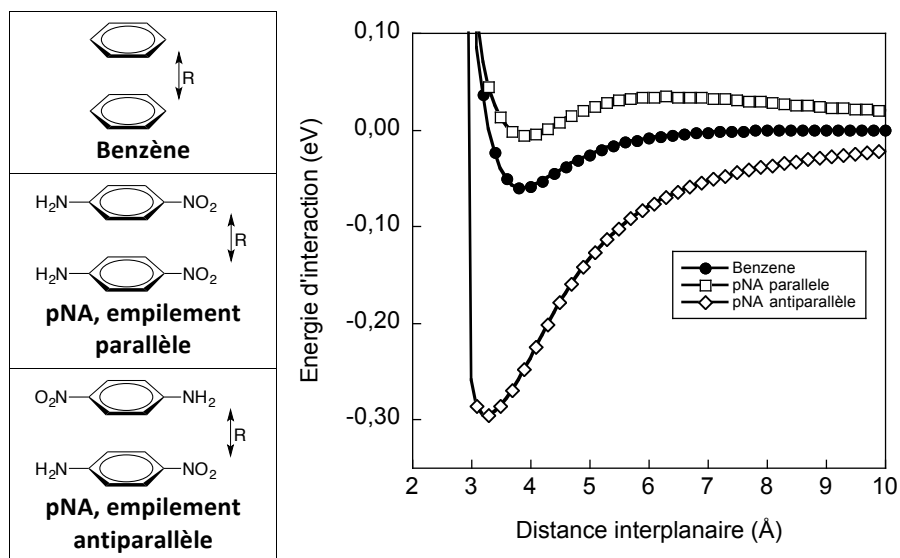 R
Benzène
H₂N
NO₂
R
H₂N
NO₂
pNA, empilement
parallèle
O₂N
NH₂
R
H₂N
NO₂
pNA, empilement
antiparallèle
Energie d'interaction (eV)
0,10
0,00
-0,10
-0,20
-0,30
Benzene
pNA parallele
pNA antiparallèle
2 3 4 5 6 7 8 9 10
Distance interplanaire (Å)